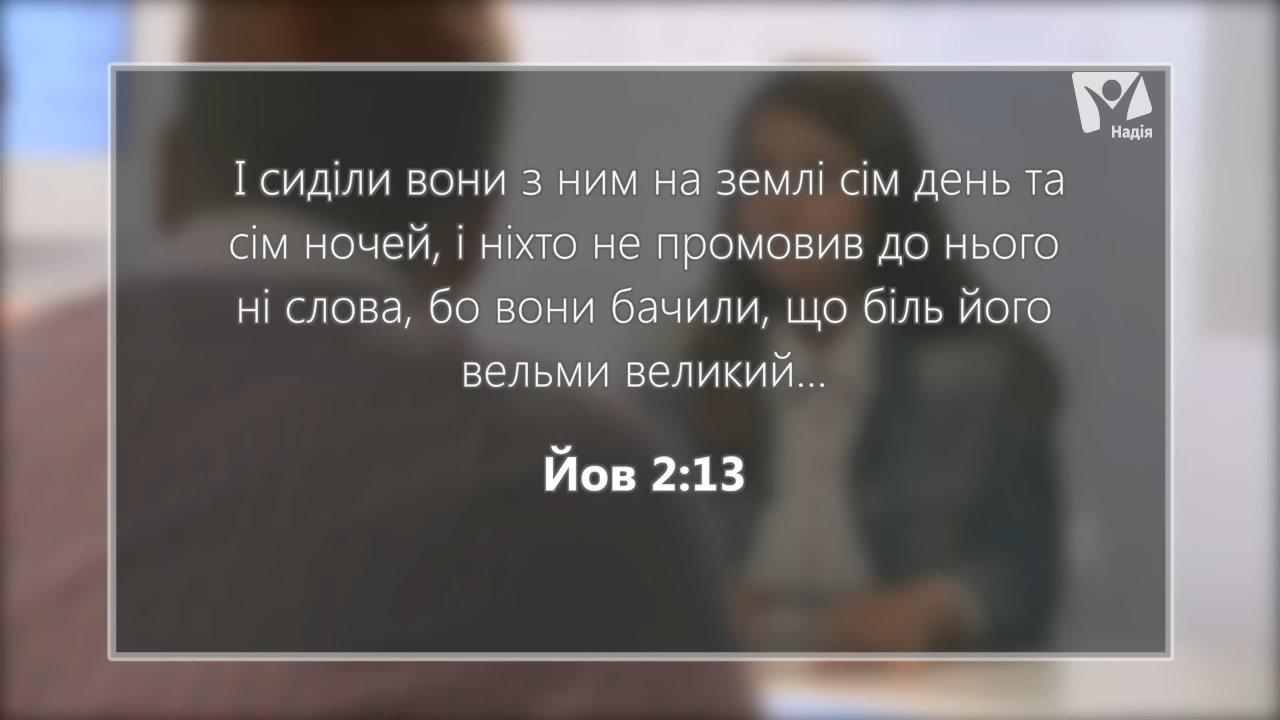 Надія
І сиділи вони з ним на землі сім день та
сім ночей, і ніхто не промовив до нього
ні слова, бо вони бачили, що біль його
вельми великий...
Йов 2:13